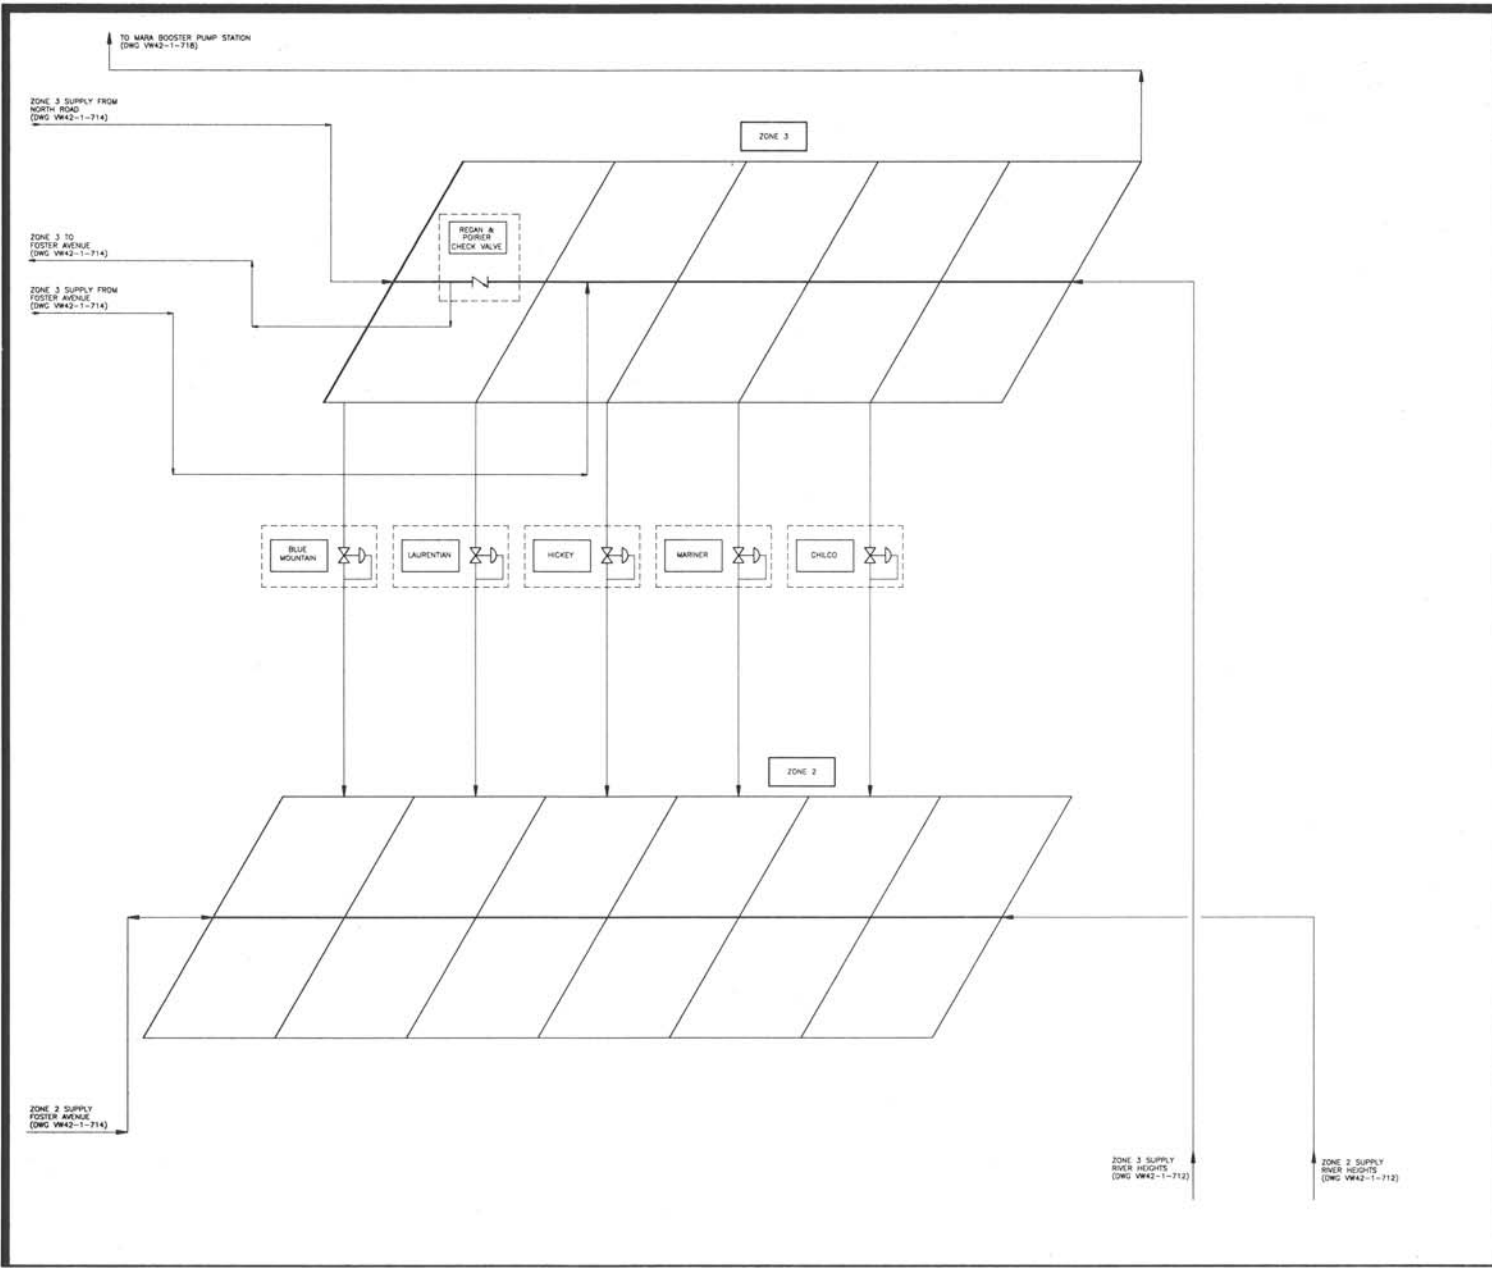 TO MARA BOOSTER PUMP STATION
(DWG VW42-1-718)
ZONE 3 SUPPLY FROM
NORTH ROAD
(DWG VW42-1-714)
ZONE 3
REGAN &
POIRIER
CHECK VALVE
ZONE 3 TO
FOSTER AVENUE
(DWG VW42-1-714)
ZONE 3 SUPPLY FROM
FOSTER AVENUE
(DWG VW42-1-714)
BLUE
MOUNTAIN
LAURENTIAN
HICKEY
MARINER
CHILCO
ZONE 2
ZONE 2 SUPPLY
FOSTER AVENUE
(DWG VW42-1-714)
ZONE 3 SUPPLY
RIVER HEIGHTS
(DWG VW42-1-712)
ZONE 2 SUPPLY
RIVER HEIGHTS
(DWG VW42-1-712)